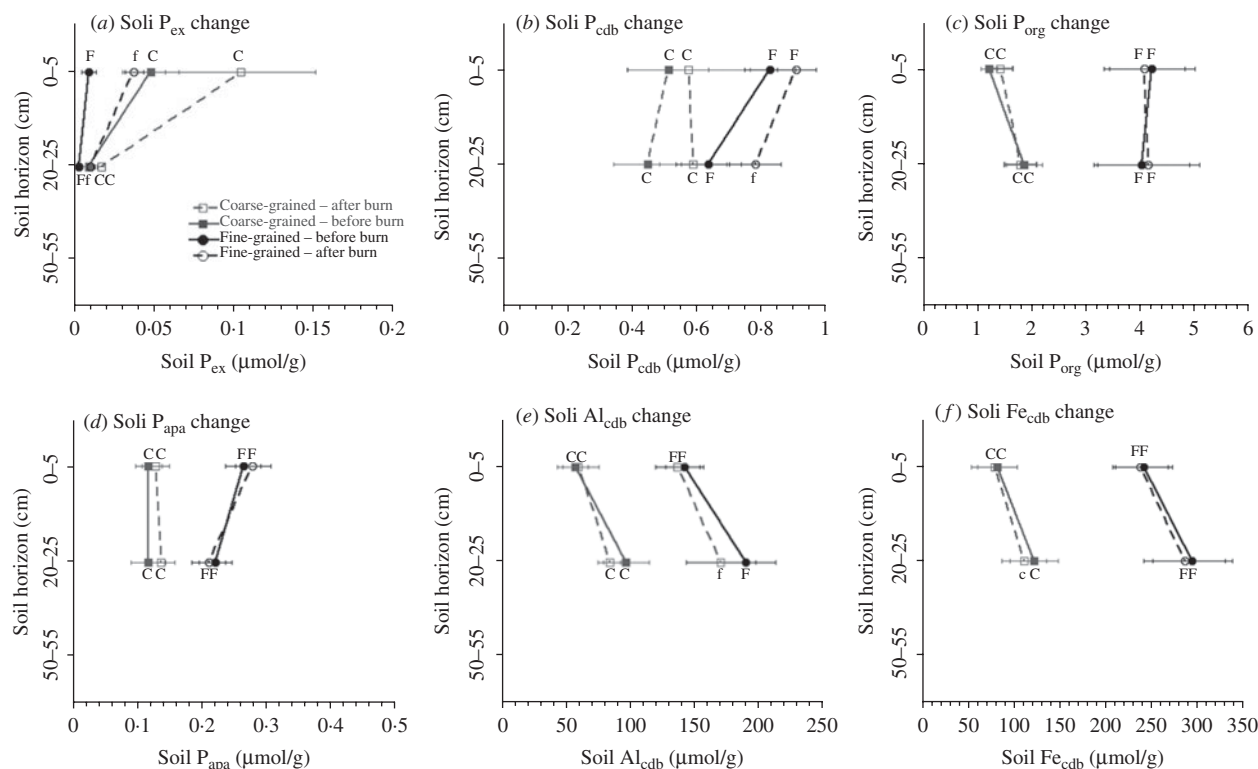 (a) Soli Pex change
F f C C
0–5
20–25
50–55
Soil horizon (cm)
Ff CC
Coarse-grained – after burn
Coarse-grained – before burn
Fine-grained – before burn
Fine-grained – after burn
0 0·05 0·1 0·15 0·2
Soil Pex (µmol/g)
(b) Soli Pcdb change
C C F F
0–5
20–25
50–55
Soil horizon (cm)
C C F f
0 0·2 0·4 0·6 0·8 1
Soil Pcdb (µmol/g)
(c) Soli Porg change
CC F F
0–5
20–25
50–55
Soil horizon (cm)
CC F F
0 1 2 3 4 5 6
Soil Porg (µmol/g)
(d) Soli Papa change
CC FF
0–5
20–25
50–55
Soil horizon (cm)
C C FF
0 0·1 0·2 0·3 0·4 0·5
Soil Papa (µmol/g)
(e) Soli Alcdb change
CC FF
0–5
20–25
50–55
Soil horizon (cm)
C C f F
0 50 100 150 200 250
Soil Alcdb (µmol/g)
(f) Soli Fecdb change
CC FF
0–5
20–25
50–55
Soil horizon (cm)
c C FF
0 50 100 150 200 250 300 350
Soil Fecdb (µmol/g)